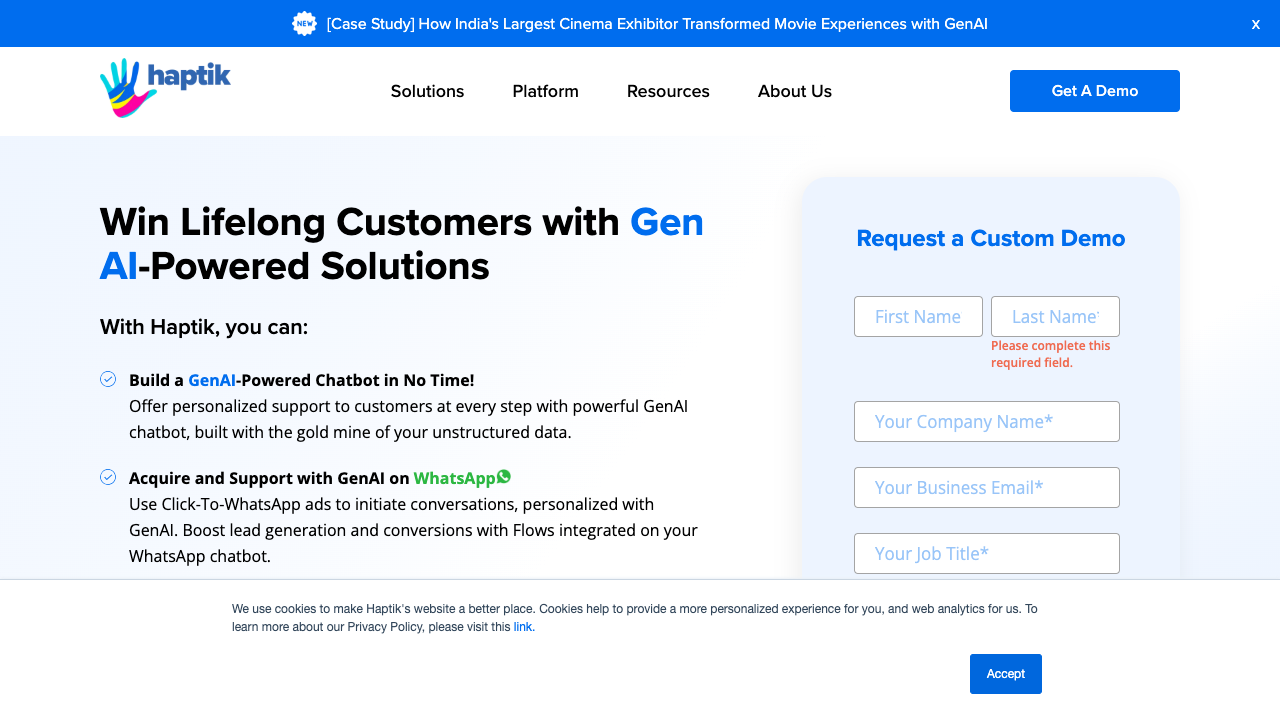 NEW [Case Study] How India's Largest Cinema Exhibitor Transformed Movie Experiences with GenAI x
haptik
Solutions Platform Resources About Us
Get A Demo
Win Lifelong Customers with Gen
AI-Powered Solutions
With Haptik, you can:
Build a GenAI-Powered Chatbot in No Time!
Offer personalized support to customers at every step with powerful GenAI
chatbot, built with the gold mine of your unstructured data.
Acquire and Support with GenAI on WhatsApp
Use Click-To-WhatsApp ads to initiate conversations, personalized with
GenAI. Boost lead generation and conversions with Flows integrated on your
WhatsApp chatbot.
Request a Custom Demo
First Name
Last Name*
Please complete this
required field.
Your Company Name*
Your Business Email*
Your Job Title*
We use cookies to make Haptik's website a better place. Cookies help to provide a more personalized experience for you, and web analytics for us. To
learn more about our Privacy Policy, please visit this link.
Accept